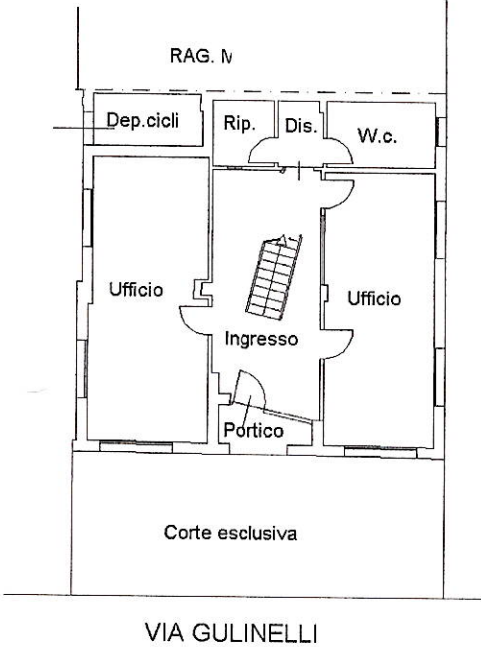 RAG.
Dep.cicli
Rip.
Dis.
W.c.
Ufficio
Ufficio
Ingresso
Portico
Corte esclusiva
VIA GULINELLI